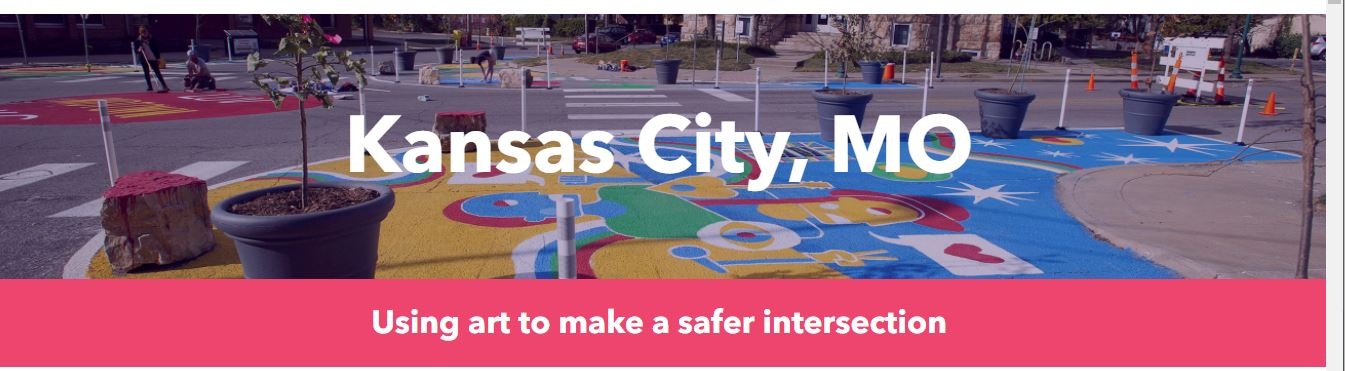 Kansas City, MO
Using art to make a safer intersection